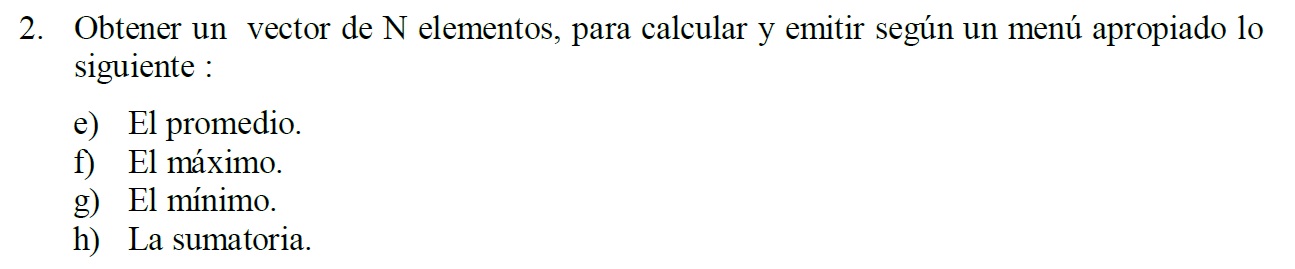 2. Obtener un vector de N elementos, para calcular y emitir según un menú apropiado lo
siguiente :
e) El promedio.
f) El máximo.
g) El mínimo.
h) La sumatoria.